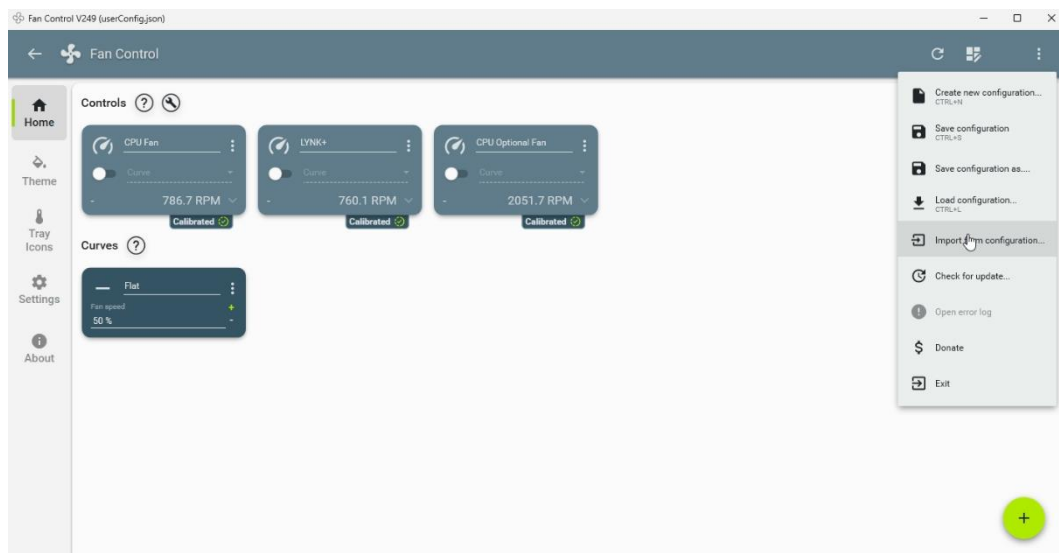 Fan Control V249 (userConfig.json)
Fan Control
Home
Theme
Tray
Icons
Settings
About
Controls ?
CPU Fan
Curve
- 786.7 RPM
Calibrated
LYNK+
Curve
- 760.1 RPM
Calibrated
CPU Optional Fan
Curve
- 2051.7 RPM
Calibrated
Curves ?
Flat
Fan speed
+
50 %
-
Create new configuration...
CTRL+N
Save configuration
CTRL+S
Save configuration as....
Load configuration...
CTRL+L
Import from configuration...
Check for update...
Open error log
$ Donate
Exit
+